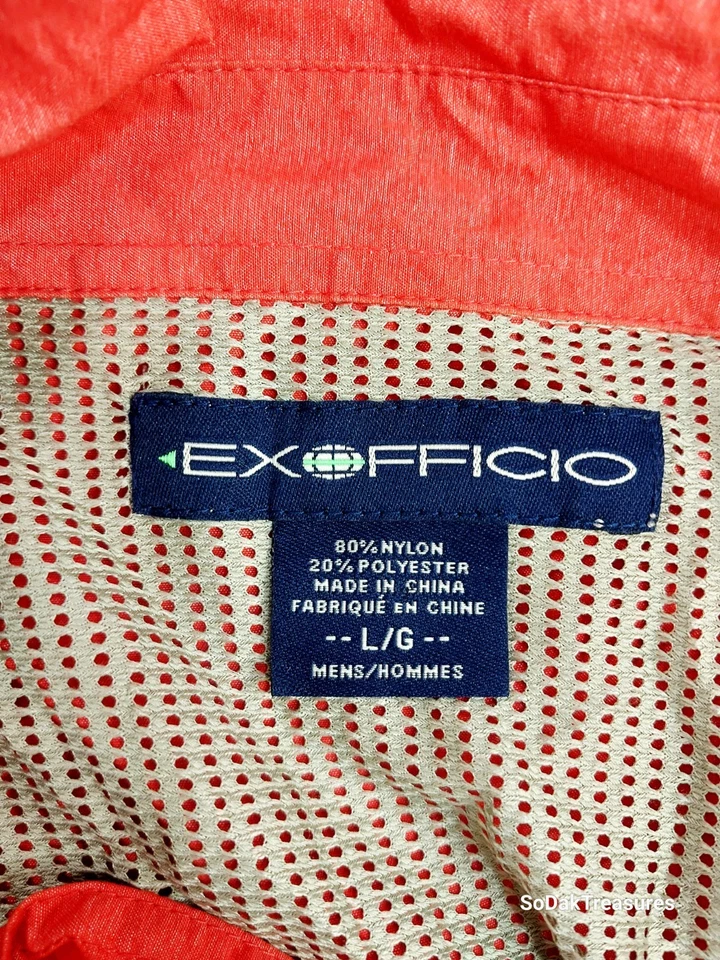 EXOFFICIO
80% NYLON
20% POLYESTER
MADE IN CHINA
FABRIQUÉ EN CHINE
-- L/G --
MENS/HOMMES
SoDakTreasures